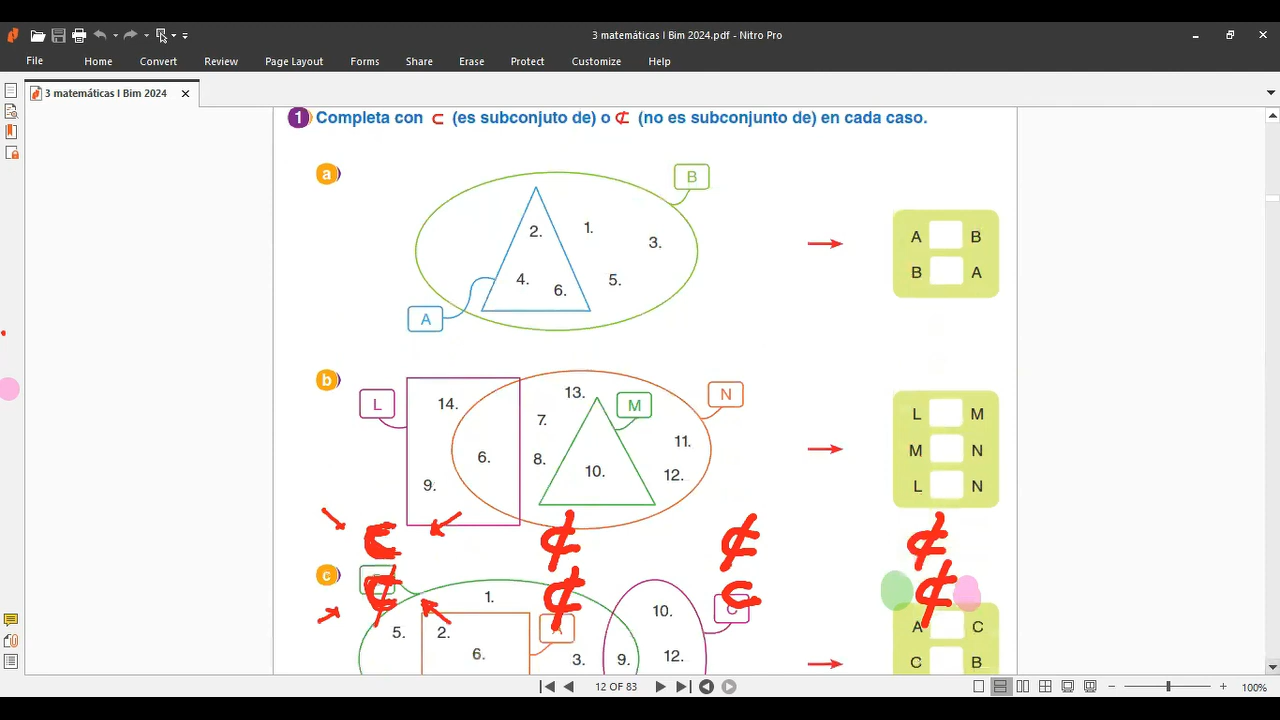 3 matemáticas I Bim 2024.pdf - Nitro Pro
File Home Convert Review Page Layout Forms Share Erase Protect Customize Help
3 matemáticas I Bim 2024
1 Completa con ⊂ (es subconjuto de) o ⊄ (no es subconjunto de) en cada caso.
a
B
2. 1. 3.
4. 6. 5.
A
A B
B A
b
L 14. 13. M N
7. 11.
6. 8. 10. 12.
9.
L M
M N
L N
⊂ ⊄ ⊄ ⊄
⊄ ⊄ ⊂ ⊄
c
1. 10. C
5. 2. A
6. 3. 9. 12.
A C
C B
12 OF 83
100%